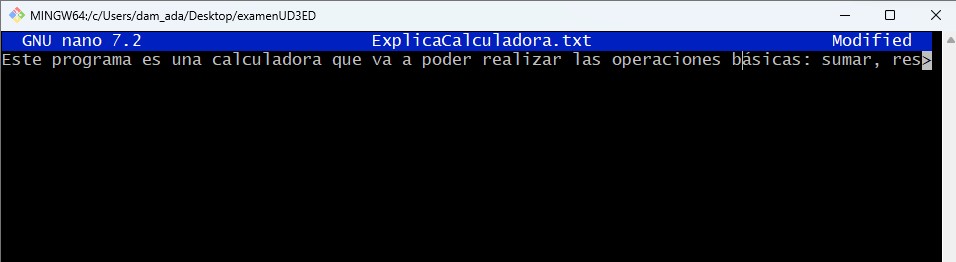 MINGW64:/c/Users/dam_ada/Desktop/examenUD3ED
GNU nano 7.2 ExplicaCalculadora.txt Modified
Este programa es una calculadora que va a poder realizar las operaciones básicas: sumar, res>